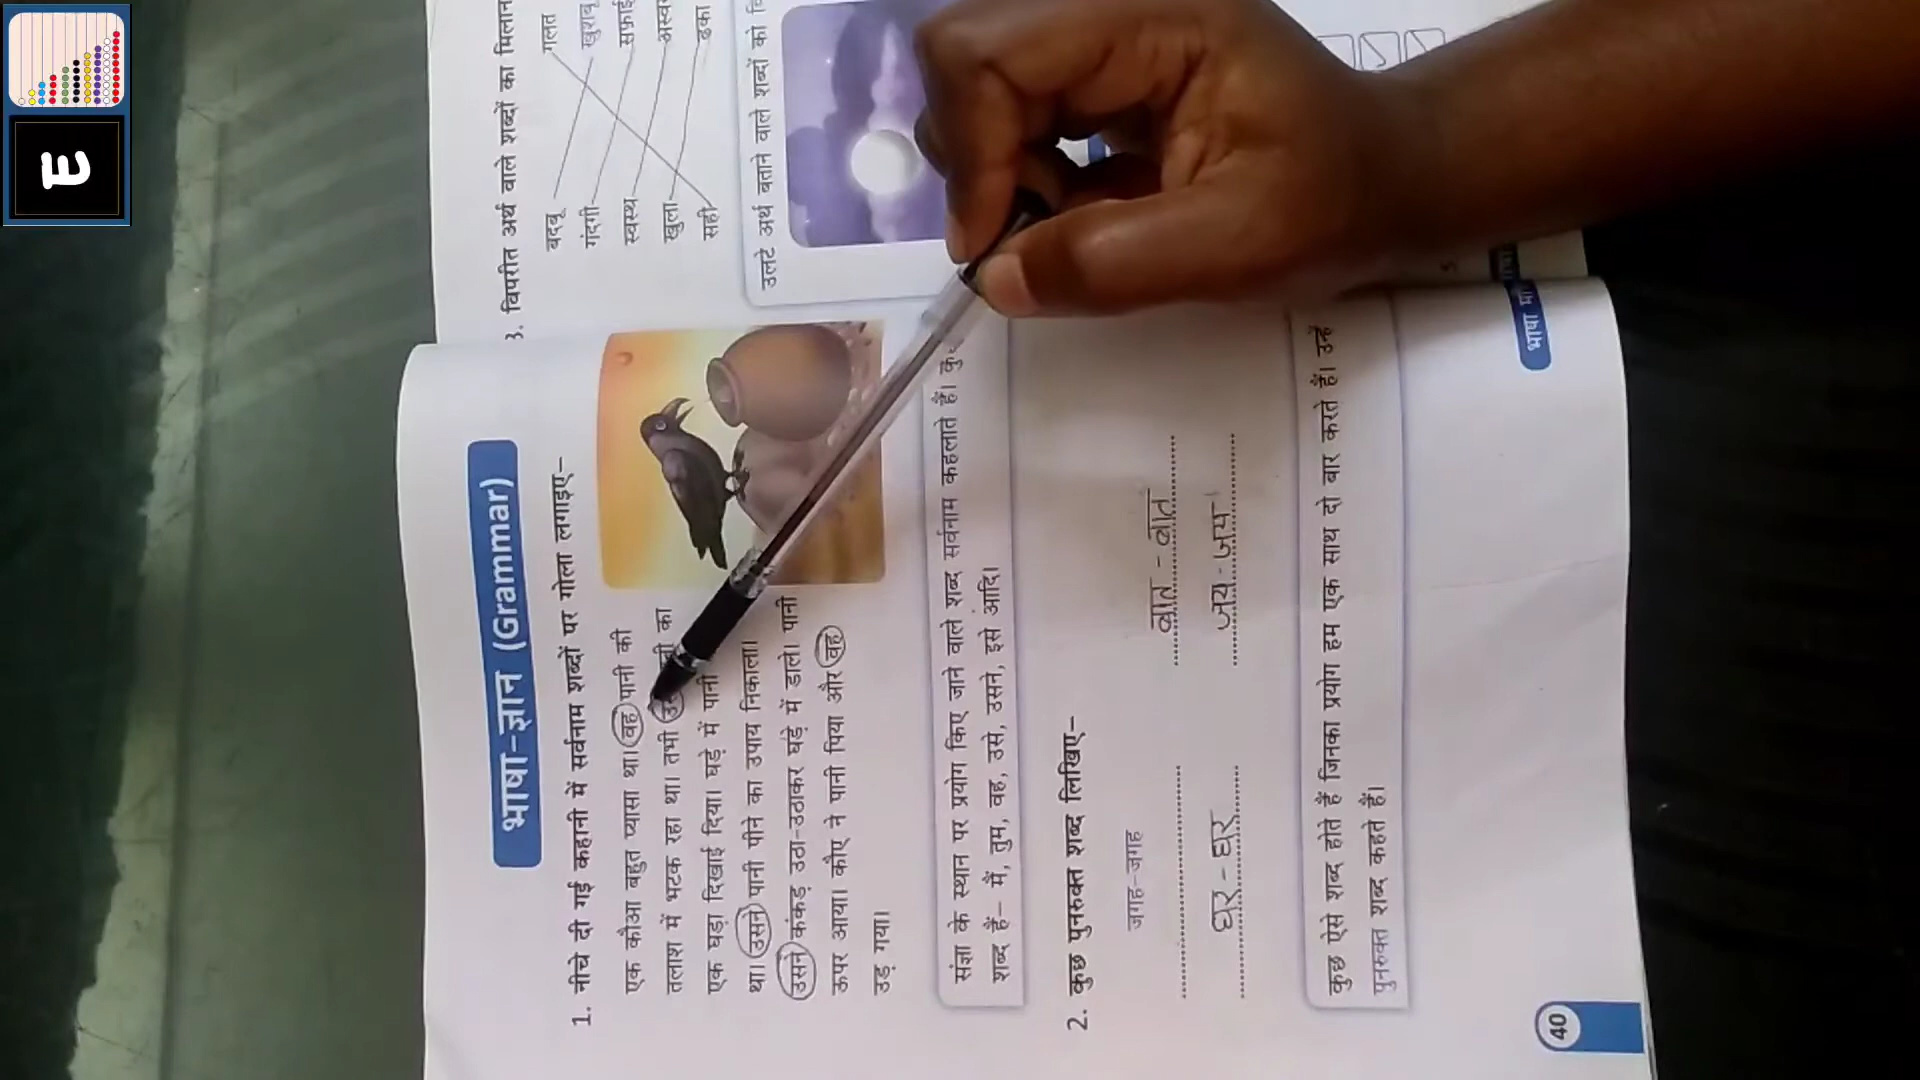 भाषा-ज्ञान (Grammar)
1. नीचे दी गई कहानी में सर्वनाम शब्दों पर गोला लगाइए-
एक कौआ बहुत प्यासा था। वह पानी की
तलाश में भटक रहा था। तभी का
एक घड़ा दिखाई दिया। घड़े में पानी
था। उसने पानी पीने का उपाय निकाला।
उसने कंकड़ उठा-उठाकर घड़े में डाले। पानी
ऊपर आया। कौए ने पानी पिया और वह
उड़ गया।
संज्ञा के स्थान पर प्रयोग किए जाने वाले शब्द सर्वनाम कहलाते हैं।
शब्द हैं- मैं, तुम, वह, उसे, उसने, इसे आदि।
2. कुछ पुनरुक्त शब्द लिखिए-
जगह-जगह
बात - बात
घर - घर
जय - जय
कुछ ऐसे शब्द होते हैं जिनका प्रयोग हम एक साथ दो बार करते हैं। उन्हें
पुनरुक्त शब्द कहते हैं।
40
भाषा
3. विपरीत अर्थ वाले शब्दों का मिलान
बदबू गलत
गंदगी
स्वस्थ
खुला ढका
सही
उलटे अर्थ बताने वाले शब्दों को